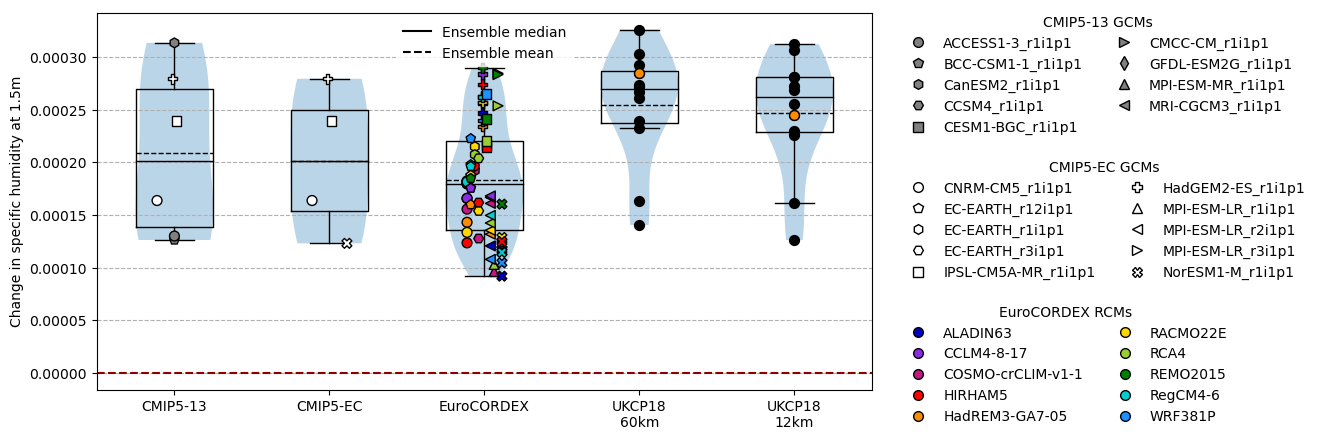 Change in specific humidity at 1.5m
0.00030
0.00025
0.00020
0.00015
0.00010
0.00005
0.00000
Ensemble median
Ensemble mean
CMIP5-13
CMIP5-EC
EuroCORDEX
UKCP18
60km
UKCP18
12km
CMIP5-13 GCMs
ACCESS1-3_r1i1p1
BCC-CSM1-1_r1i1p1
CanESM2_r1i1p1
CCSM4_r1i1p1
CESM1-BGC_r1i1p1
CMCC-CM_r1i1p1
GFDL-ESM2G_r1i1p1
MPI-ESM-MR_r1i1p1
MRI-CGCM3_r1i1p1
CMIP5-EC GCMs
CNRM-CM5_r1i1p1
EC-EARTH_r12i1p1
EC-EARTH_r1i1p1
EC-EARTH_r3i1p1
IPSL-CM5A-MR_r1i1p1
HadGEM2-ES_r1i1p1
MPI-ESM-LR_r1i1p1
MPI-ESM-LR_r2i1p1
MPI-ESM-LR_r3i1p1
NorESM1-M_r1i1p1
EuroCORDEX RCMs
ALADIN63
CCLM4-8-17
COSMO-crCLIM-v1-1
HIRHAM5
HadREM3-GA7-05
RACMO22E
RCA4
REMO2015
RegCM4-6
WRF381P